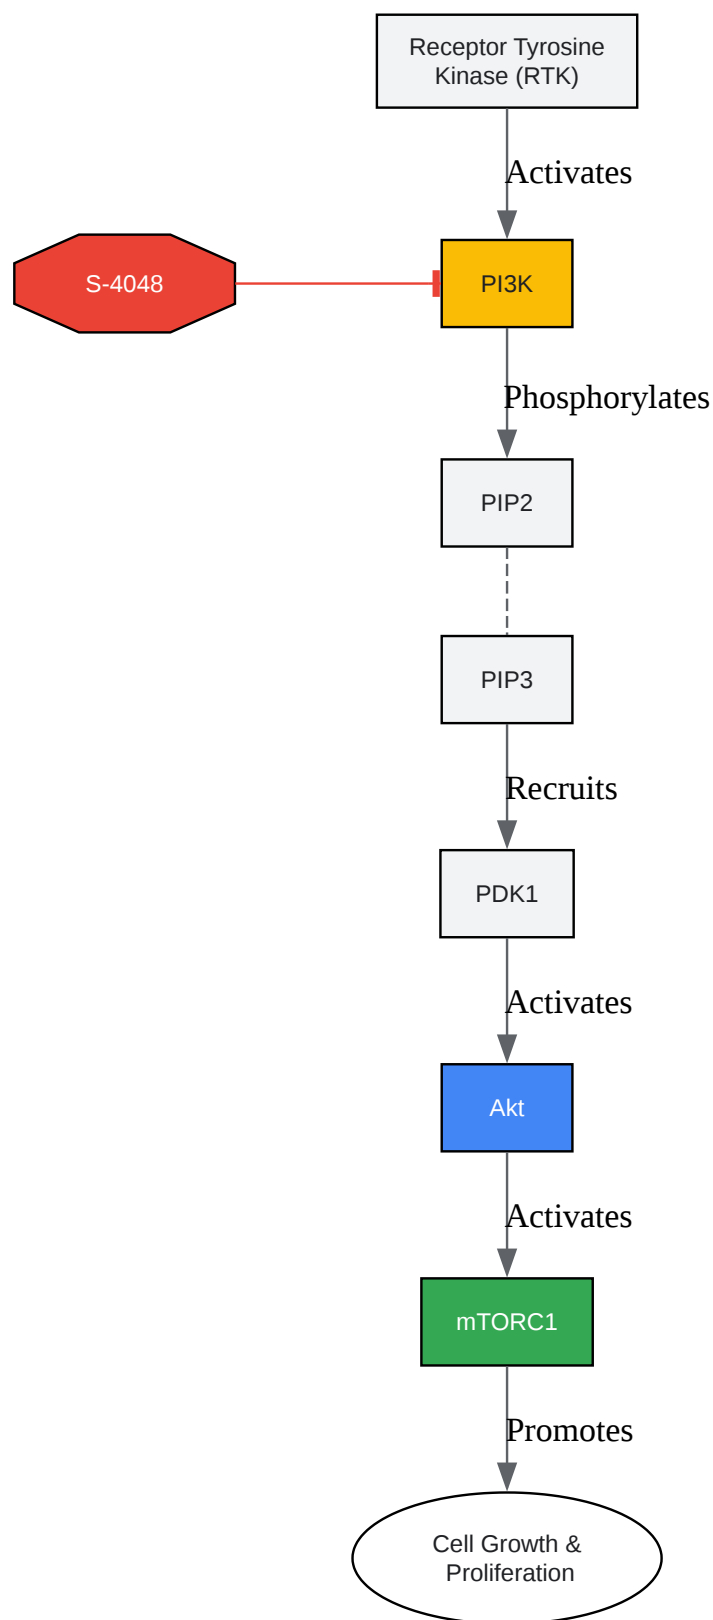 Receptor Tyrosine
Kinase (RTK)
Activates
S-4048
PI3K
Phosphorylates
PIP2
PIP3
Recruits
PDK1
Activates
Akt
Activates
mTORC1
Promotes
Cell Growth &
Proliferation